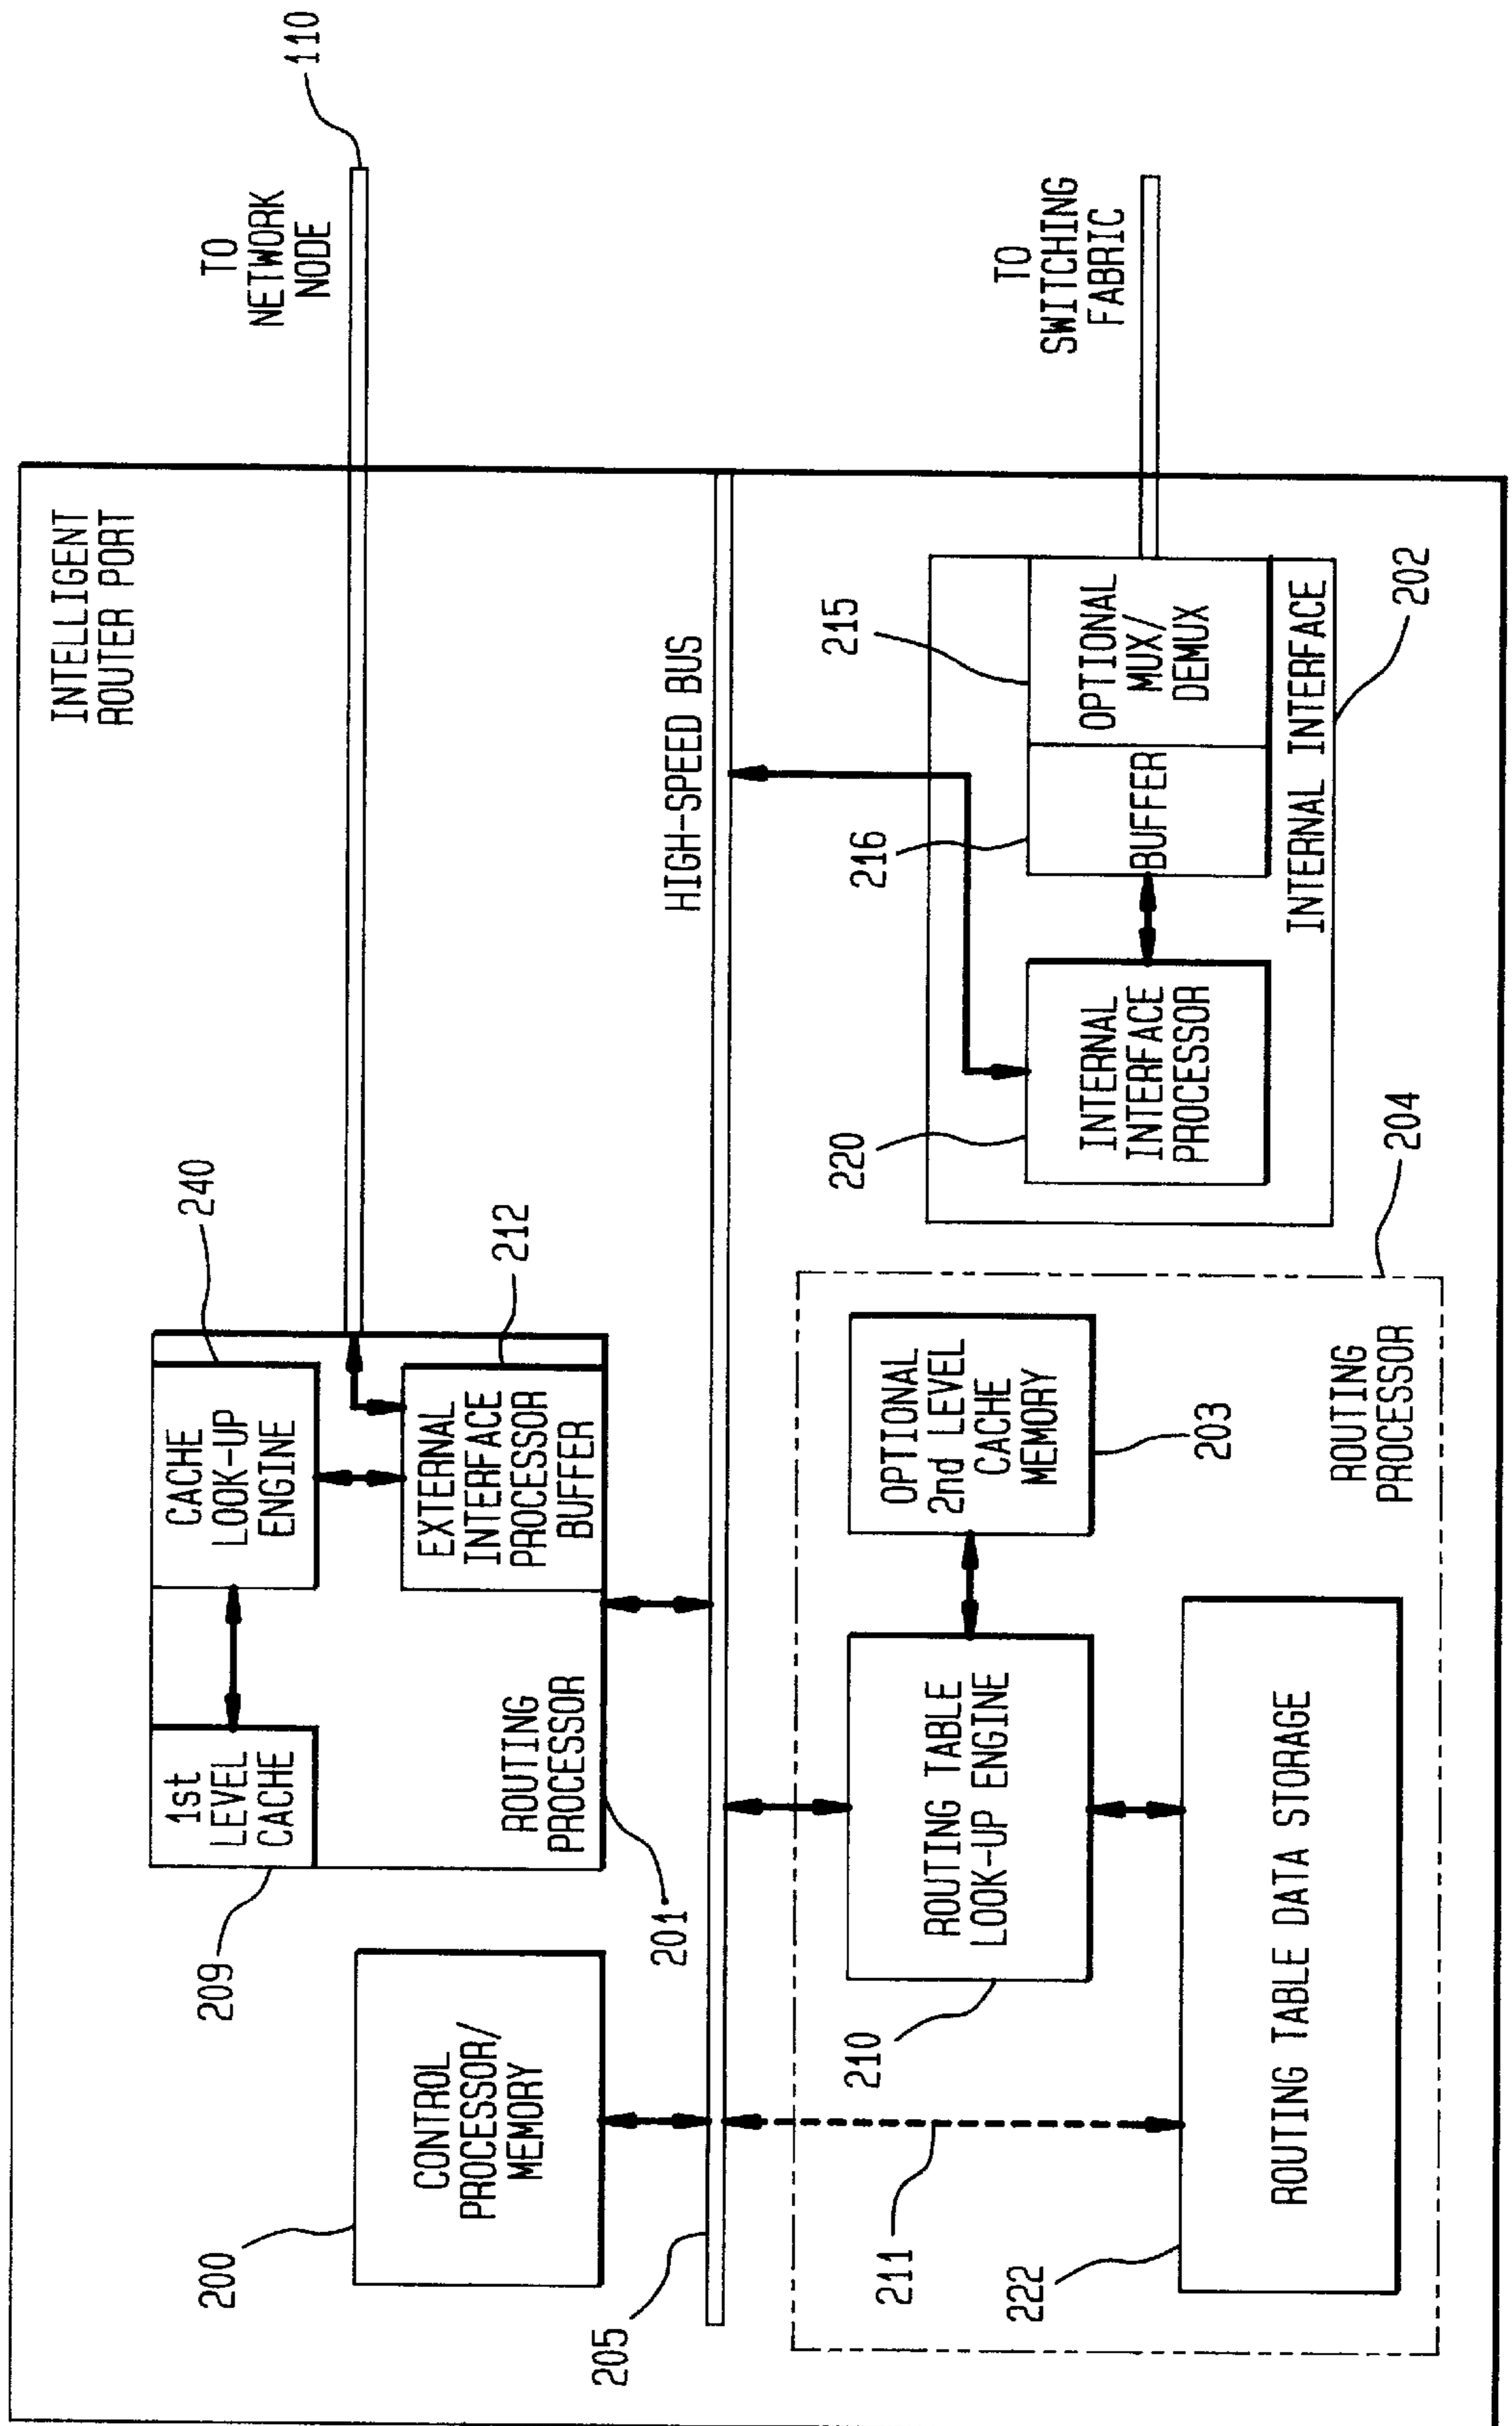 INTELLIGENT
ROUTER PORT
TO
NETWORK
NODE
110
200
CONTROL
PROCESSOR/
MEMORY
209
1st
LEVEL
CACHE
CACHE
LOOK-UP
ENGINE
240
EXTERNAL
INTERFACE
PROCESSOR
BUFFER
212
ROUTING
PROCESSOR
201
205
HIGH-SPEED BUS
211
210
ROUTING TABLE
LOOK-UP ENGINE
OPTIONAL
2nd LEVEL
CACHE
MEMORY
203
222
ROUTING TABLE DATA STORAGE
ROUTING
PROCESSOR
204
220
INTERNAL
INTERFACE
PROCESSOR
216
BUFFER
215
OPTIONAL
MUX/
DEMUX
INTERNAL INTERFACE
202
TO
SWITCHING
FABRIC